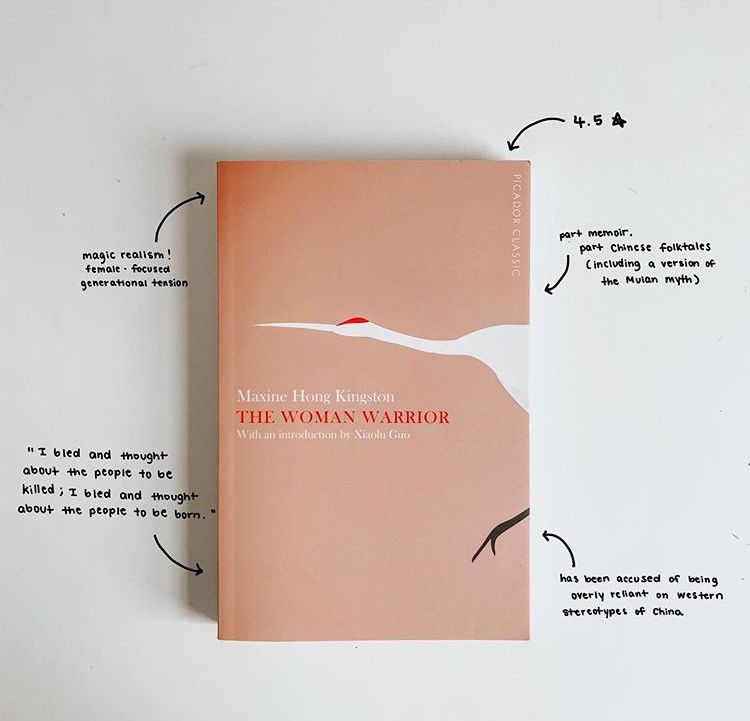 4.5 ☆
PICADOR CLASSIC
magic realism!
female-focused
generational tension
part memoir,
part Chinese folktales
(including a version of
the Mulan myth)
Maxine Hong Kingston
THE WOMAN WARRIOR
With an introduction by Xiaolu Guo
"I bled and thought
about the people to be
killed; I bled and thought
about the people to be born."
has been accused of being
overly reliant on western
stereotypes of China